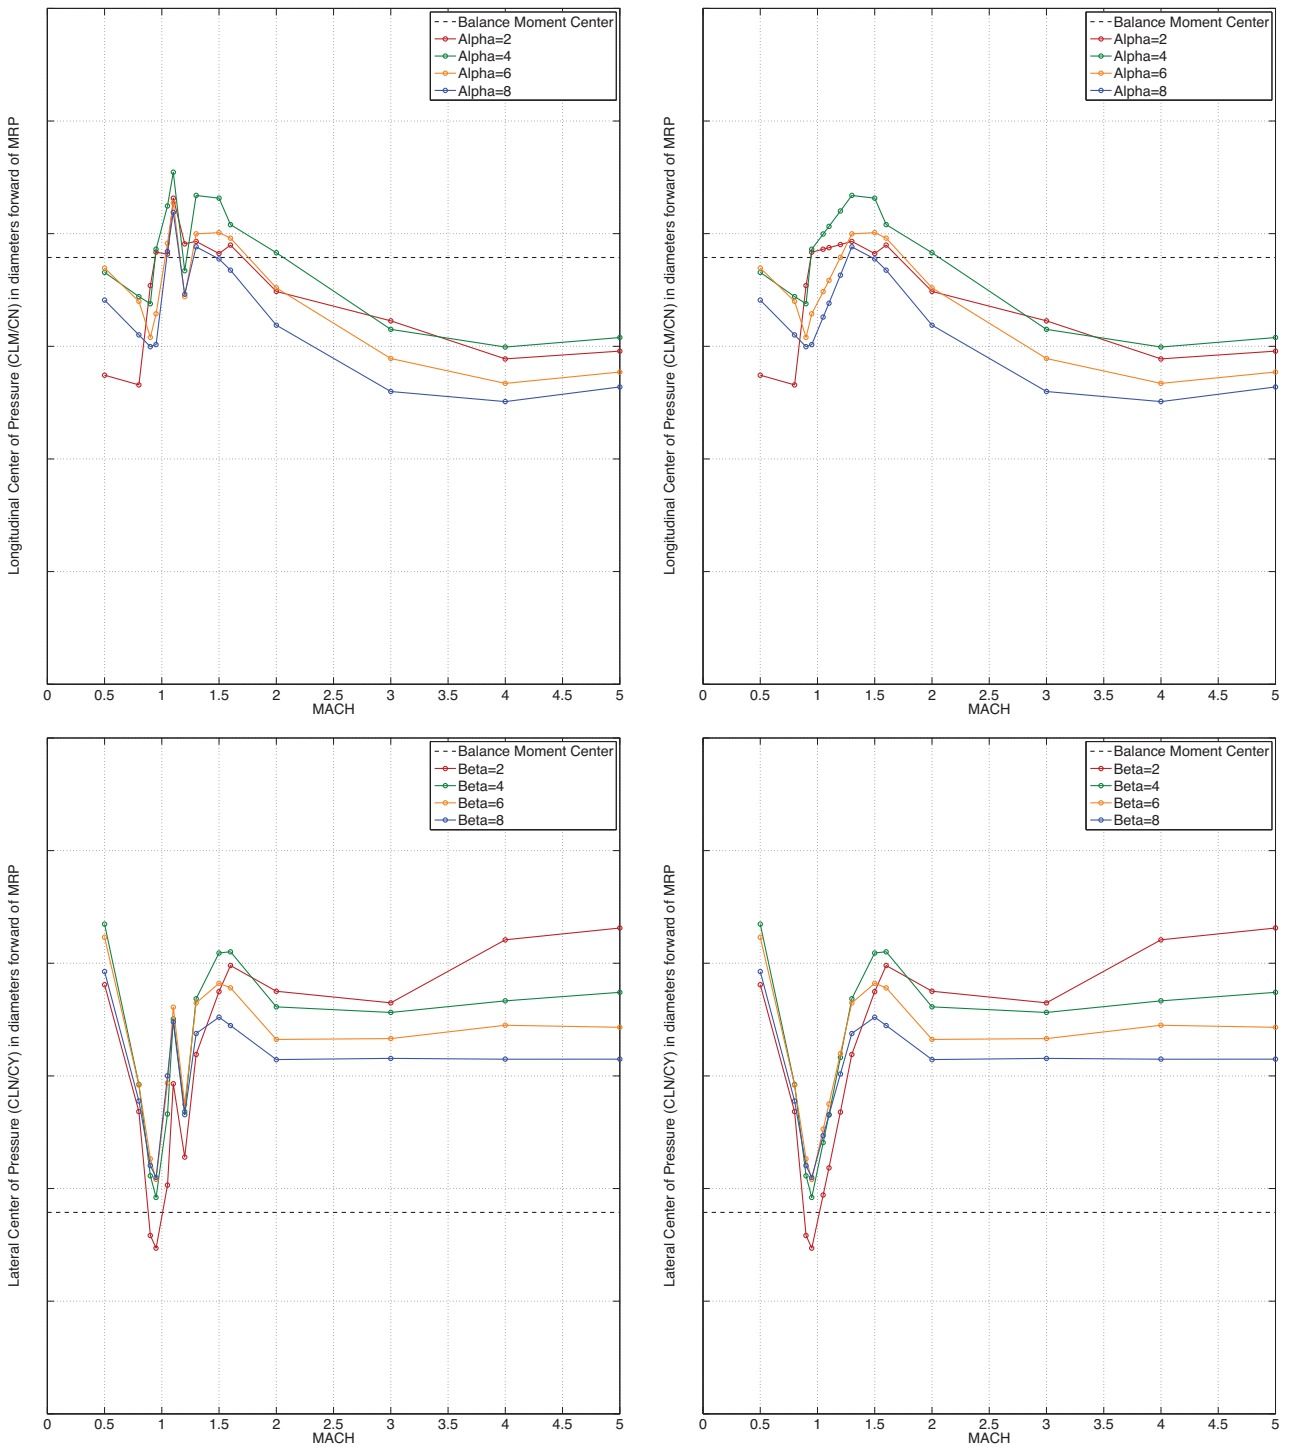 Longitudinal Center of Pressure (CLM/CN) in diameters forward of MRP
Balance Moment Center
Alpha=2
Alpha=4
Alpha=6
Alpha=8
0 0.5 1 1.5 2 2.5 3 3.5 4 4.5 5
MACH
Longitudinal Center of Pressure (CLM/CN) in diameters forward of MRP
Balance Moment Center
Alpha=2
Alpha=4
Alpha=6
Alpha=8
0 0.5 1 1.5 2 2.5 3 3.5 4 4.5 5
MACH
Lateral Center of Pressure (CLN/CY) in diameters forward of MRP
Balance Moment Center
Beta=2
Beta=4
Beta=6
Beta=8
0 0.5 1 1.5 2 2.5 3 3.5 4 4.5 5
MACH
Lateral Center of Pressure (CLN/CY) in diameters forward of MRP
Balance Moment Center
Beta=2
Beta=4
Beta=6
Beta=8
0 0.5 1 1.5 2 2.5 3 3.5 4 4.5 5
MACH